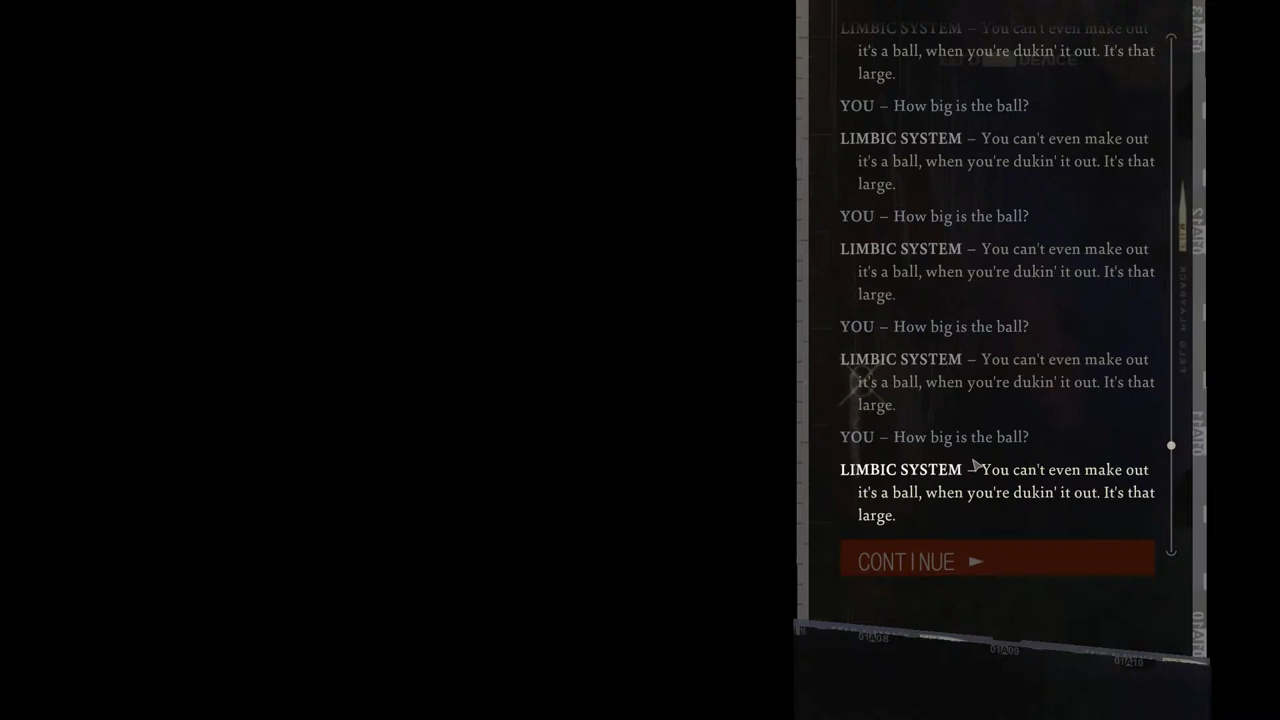 LIMBIC SYSTEM – You can't even make out
it's a ball, when you're dukin' it out. It's that
large.
YOU – How big is the ball?
LIMBIC SYSTEM – You can't even make out
it's a ball, when you're dukin' it out. It's that
large.
YOU – How big is the ball?
LIMBIC SYSTEM – You can't even make out
it's a ball, when you're dukin' it out. It's that
large.
YOU – How big is the ball?
LIMBIC SYSTEM – You can't even make out
it's a ball, when you're dukin' it out. It's that
large.
YOU – How big is the ball?
LIMBIC SYSTEM – You can't even make out
it's a ball, when you're dukin' it out. It's that
large.
CONTINUE ►
01A08
01A09
01A10